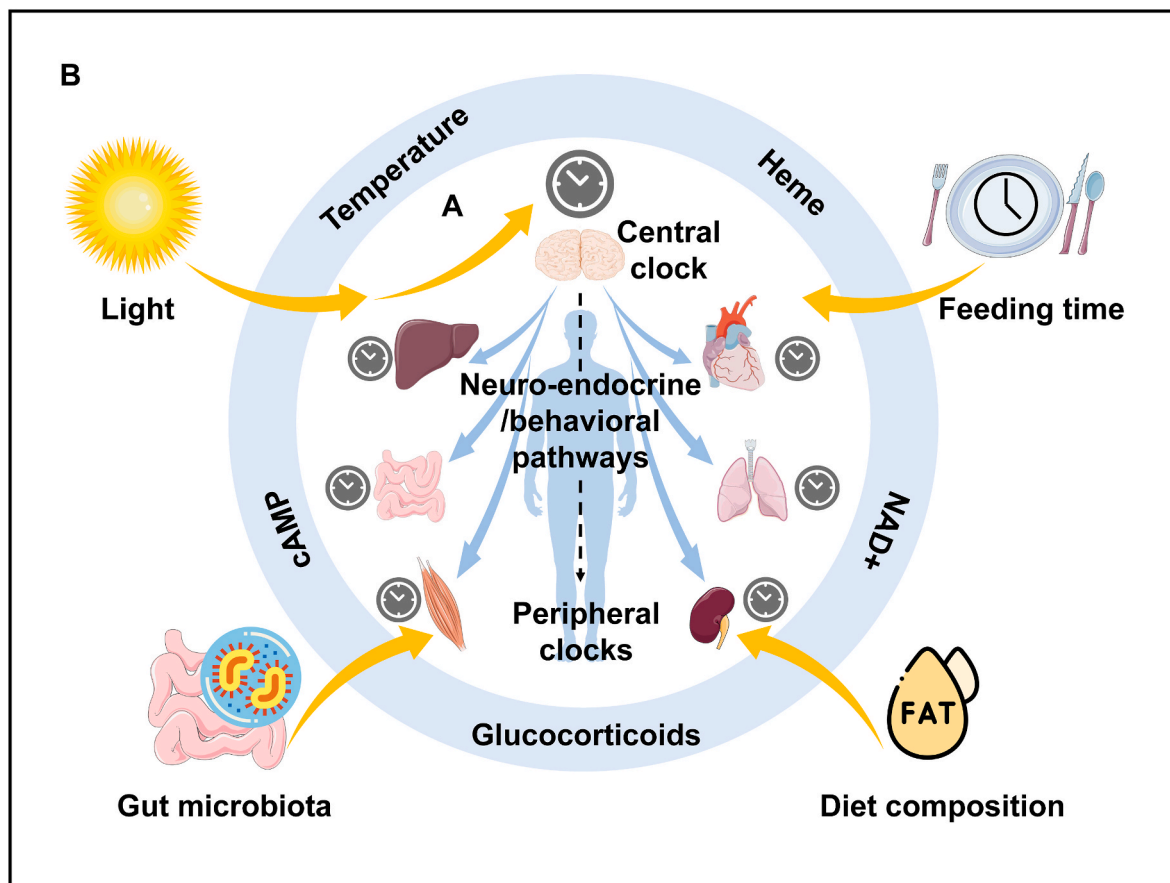 B
Temperature
Heme
A
Central
clock
Light
Feeding time
Neuro-endocrine
/behavioral
pathways
cAMP
NAD+
Peripheral
clocks
FAT
Glucocorticoids
Gut microbiota
Diet composition